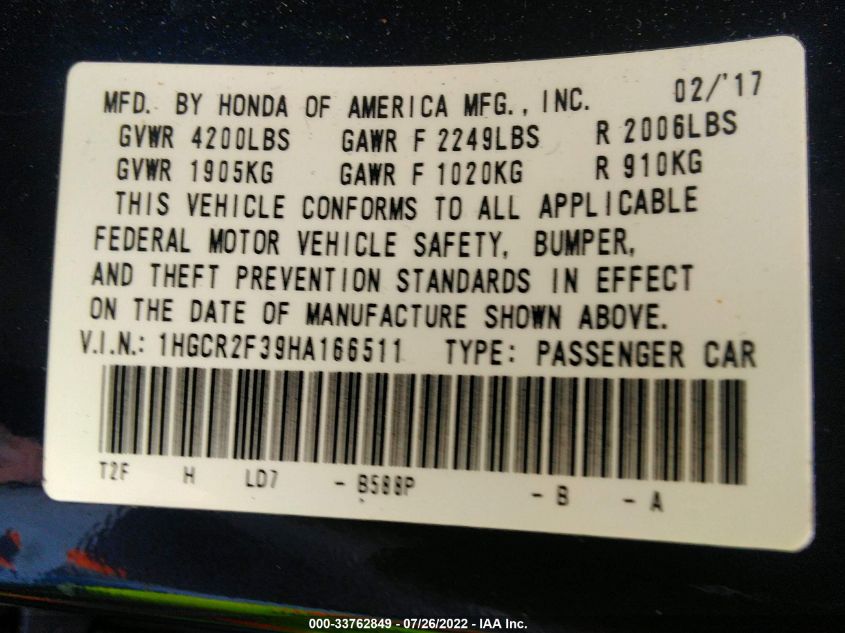 MFD. BY HONDA OF AMERICA MFG., INC. 02/'17
GVWR 4200LBS GAWR F 2249LBS R 2006LBS
GVWR 1905KG GAWR F 1020KG R 910KG
THIS VEHICLE CONFORMS TO ALL APPLICABLE
FEDERAL MOTOR VEHICLE SAFETY, BUMPER,
AND THEFT PREVENTION STANDARDS IN EFFECT
ON THE DATE OF MANUFACTURE SHOWN ABOVE.
V.I.N.: 1HGCR2F39HA166511 TYPE: PASSENGER CAR
T2F H LD7 - B588P - B - A
000-33762849 - 07/26/2022 - IAA Inc.